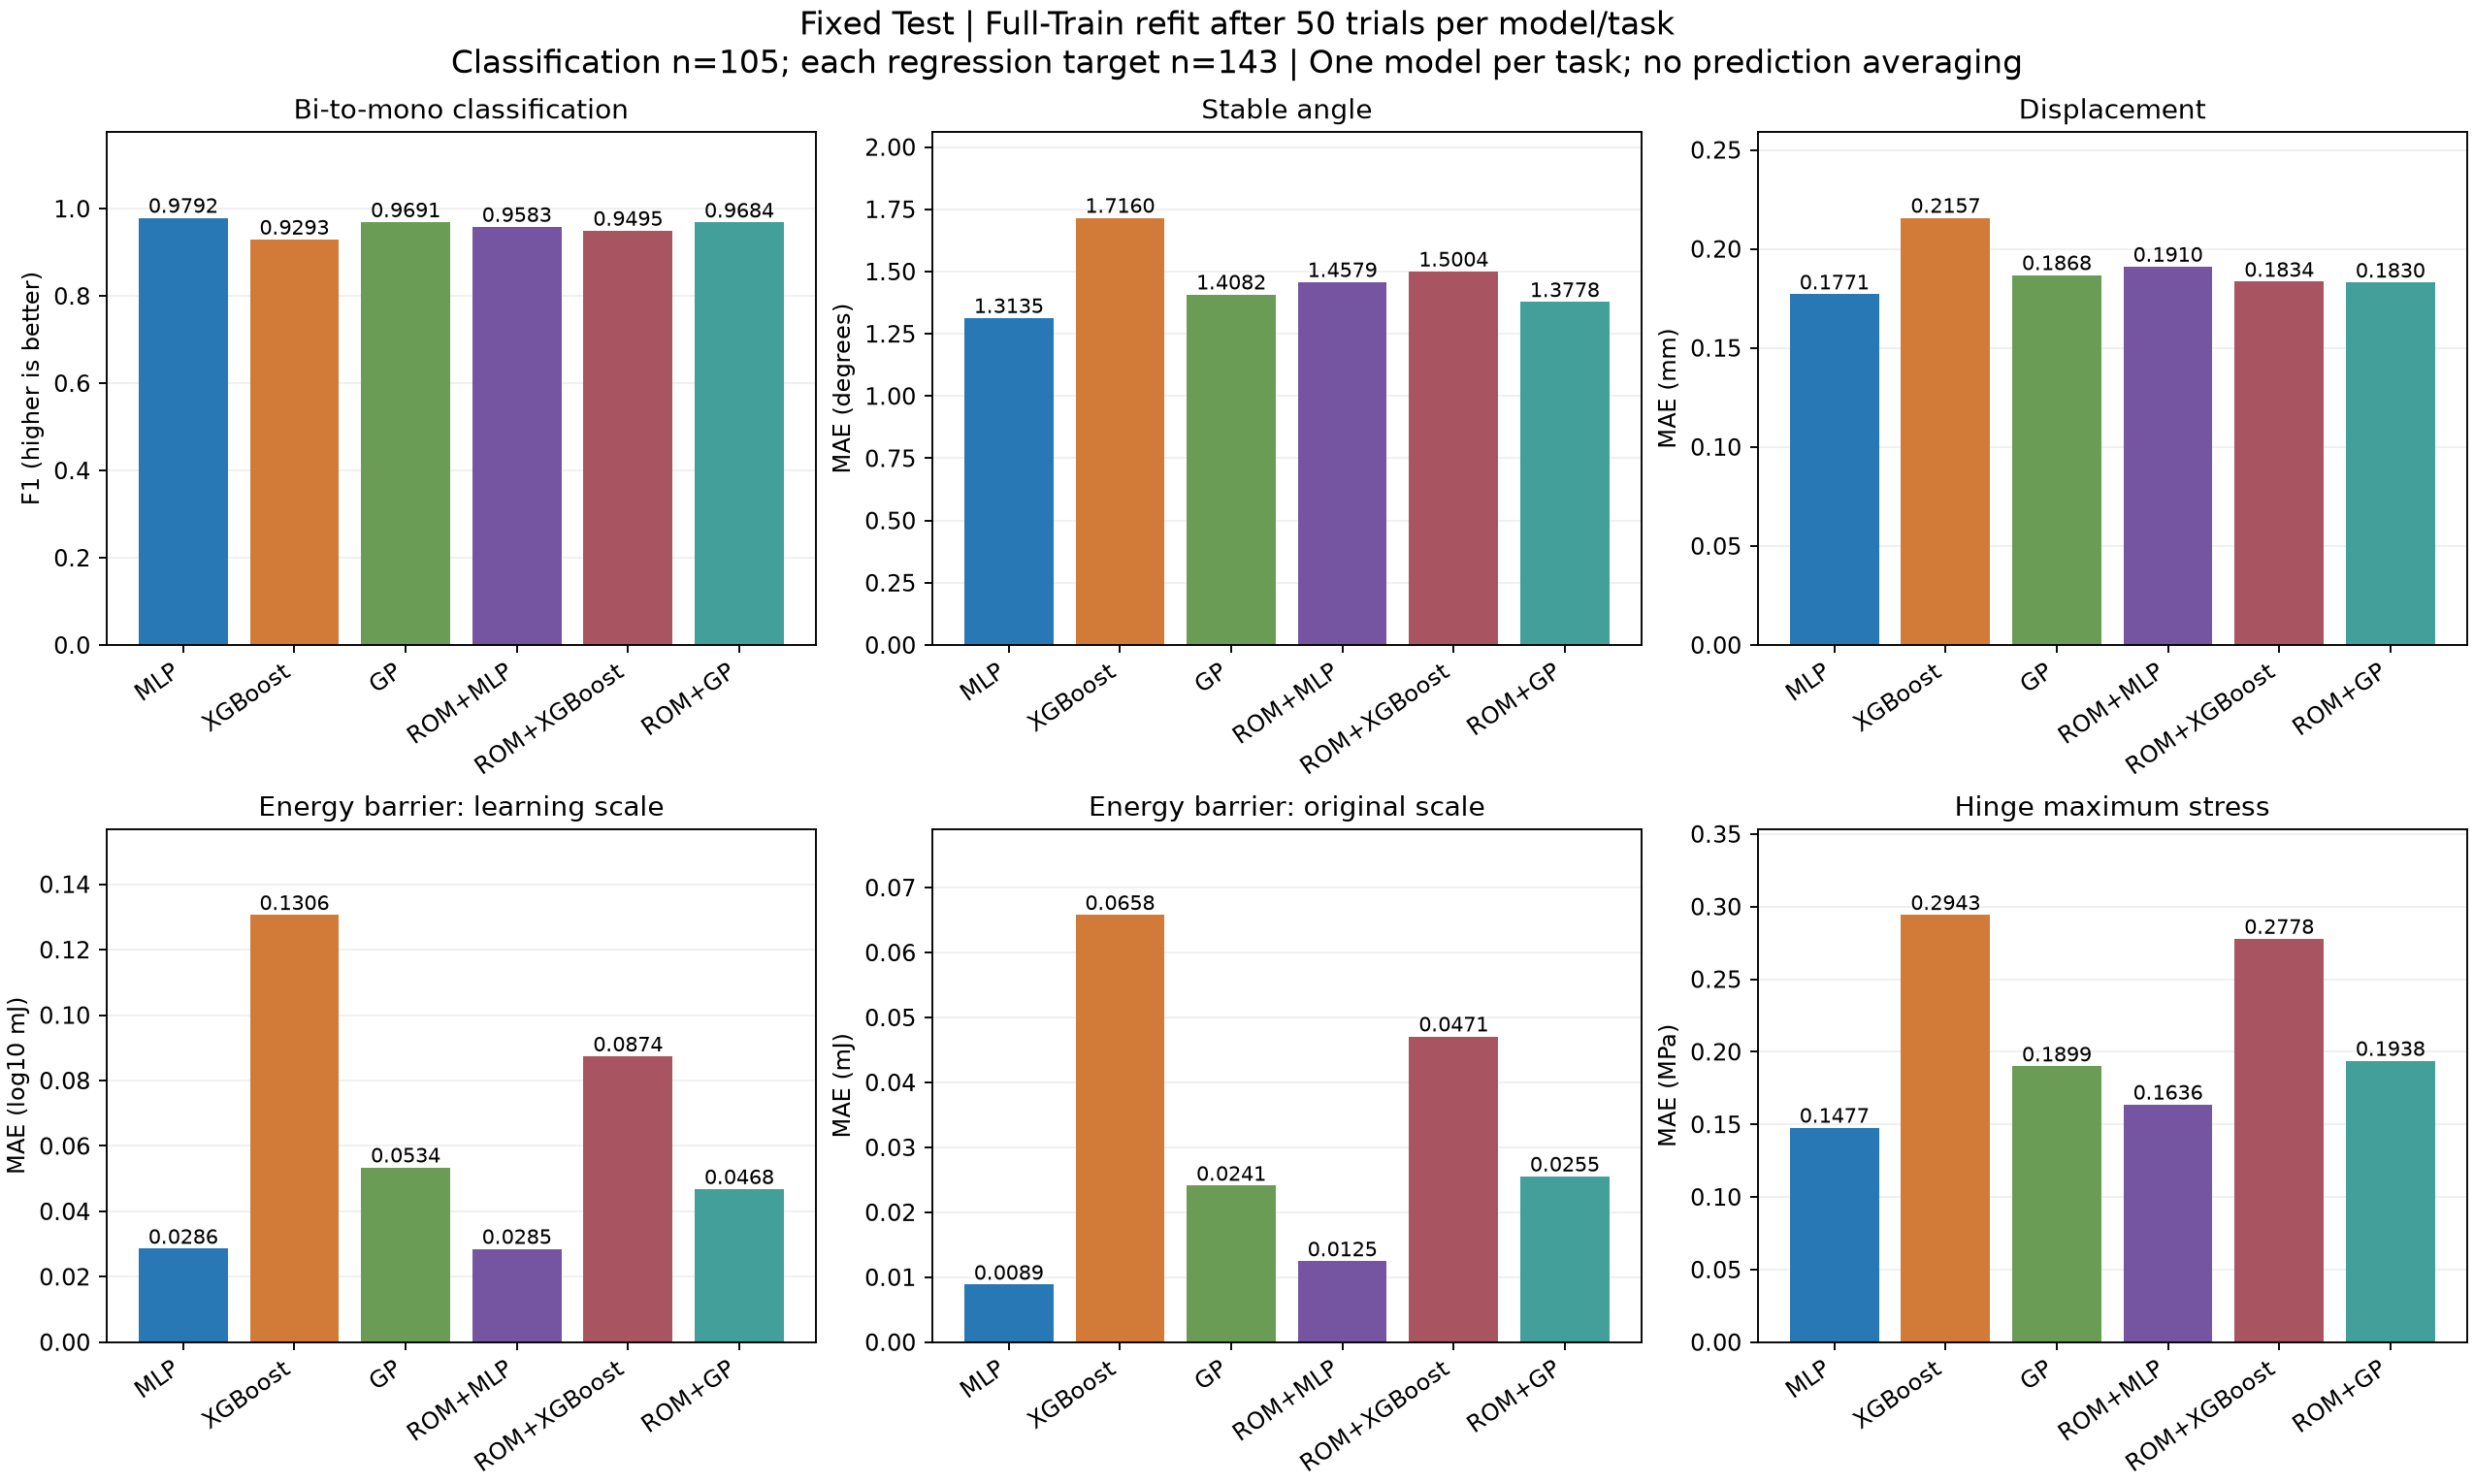 Fixed Test | Full-Train refit after 50 trials per model/task
Classification n=105; each regression target n=143 | One model per task; no prediction averaging
Bi-to-mono classification
F1 (higher is better)
1.0
0.8
0.6
0.4
0.2
0.0
0.9792
0.9293
0.9691
0.9583
0.9495
0.9684
MLP
XGBoost
GP
ROM+MLP
ROM+XGBoost
ROM+GP
Stable angle
MAE (degrees)
2.00
1.75
1.50
1.25
1.00
0.75
0.50
0.25
0.00
1.3135
1.7160
1.4082
1.4579
1.5004
1.3778
MLP
XGBoost
GP
ROM+MLP
ROM+XGBoost
ROM+GP
Displacement
MAE (mm)
0.25
0.20
0.15
0.10
0.05
0.00
0.1771
0.2157
0.1868
0.1910
0.1834
0.1830
MLP
XGBoost
GP
ROM+MLP
ROM+XGBoost
ROM+GP
Energy barrier: learning scale
MAE (log10 mJ)
0.14
0.12
0.10
0.08
0.06
0.04
0.02
0.00
0.0286
0.1306
0.0534
0.0285
0.0874
0.0468
MLP
XGBoost
GP
ROM+MLP
ROM+XGBoost
ROM+GP
Energy barrier: original scale
MAE (mJ)
0.07
0.06
0.05
0.04
0.03
0.02
0.01
0.00
0.0089
0.0658
0.0241
0.0125
0.0471
0.0255
MLP
XGBoost
GP
ROM+MLP
ROM+XGBoost
ROM+GP
Hinge maximum stress
MAE (MPa)
0.35
0.30
0.25
0.20
0.15
0.10
0.05
0.00
0.1477
0.2943
0.1899
0.1636
0.2778
0.1938
MLP
XGBoost
GP
ROM+MLP
ROM+XGBoost
ROM+GP